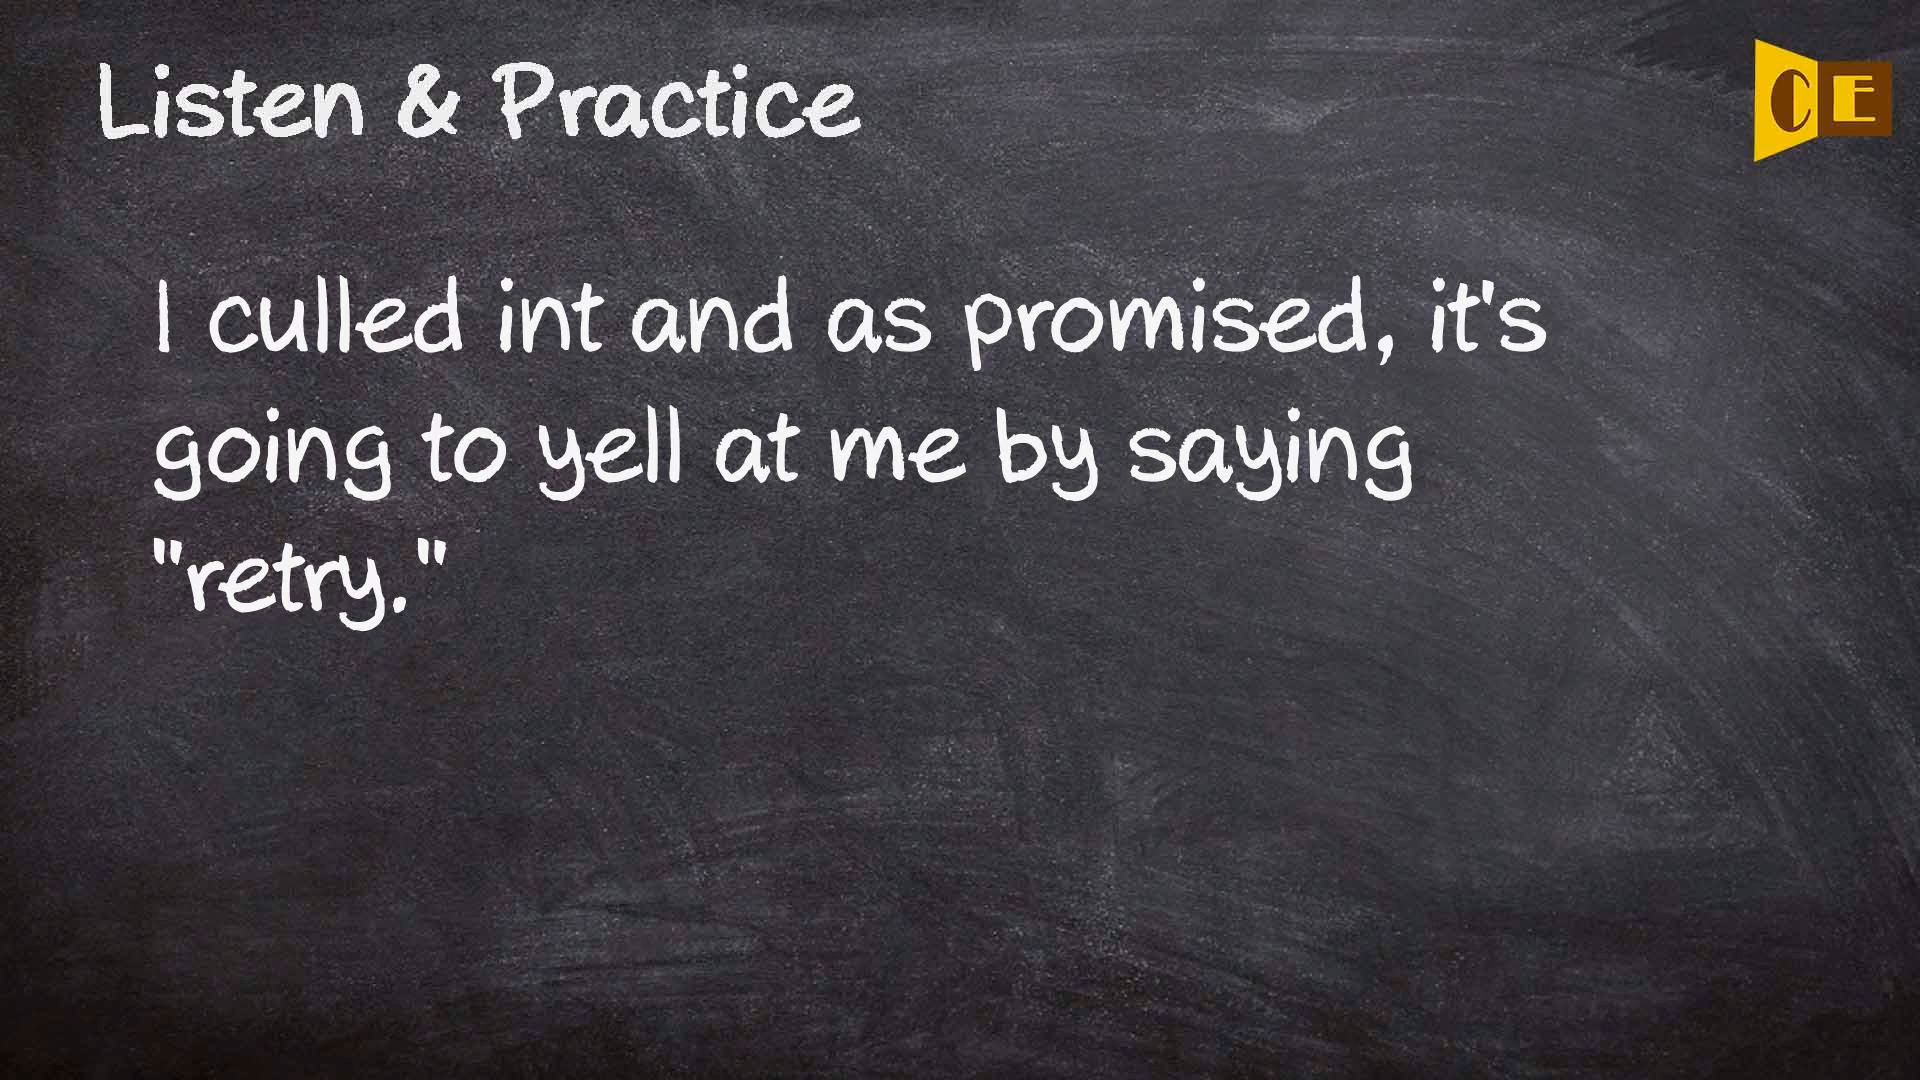 Listen & Practice
CE
I culled int and as promised, it's
going to yell at me by saying
"retry."